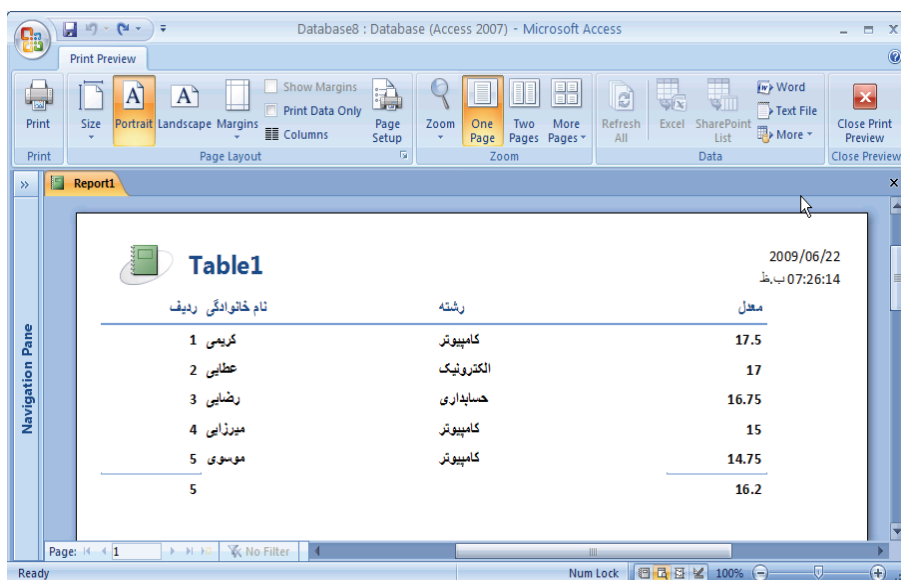 Database8 : Database (Access 2007) - Microsoft Access
Print Preview
Print
Size
Portrait
Landscape
Margins
Show Margins
Print Data Only
Columns
Page Setup
Zoom
One Page
Two Pages
More Pages
Refresh All
Excel
SharePoint List
Word
Text File
More
Close Print Preview
Print
Page Layout
Zoom
Data
Close Preview
Report1
Navigation Pane
Table1
2009/06/22
07:26:14 ب.ظ
ردیف نام خانوادگی رشته معدل
1 کریمی کامپیوتر 17.5
2 عطایی الکترونیک 17
3 رضایی حسابداری 16.75
4 میرزایی کامپیوتر 15
5 موسوی کامپیوتر 14.75
5 16.2
Page: 1 No Filter
Ready Num Lock 100%